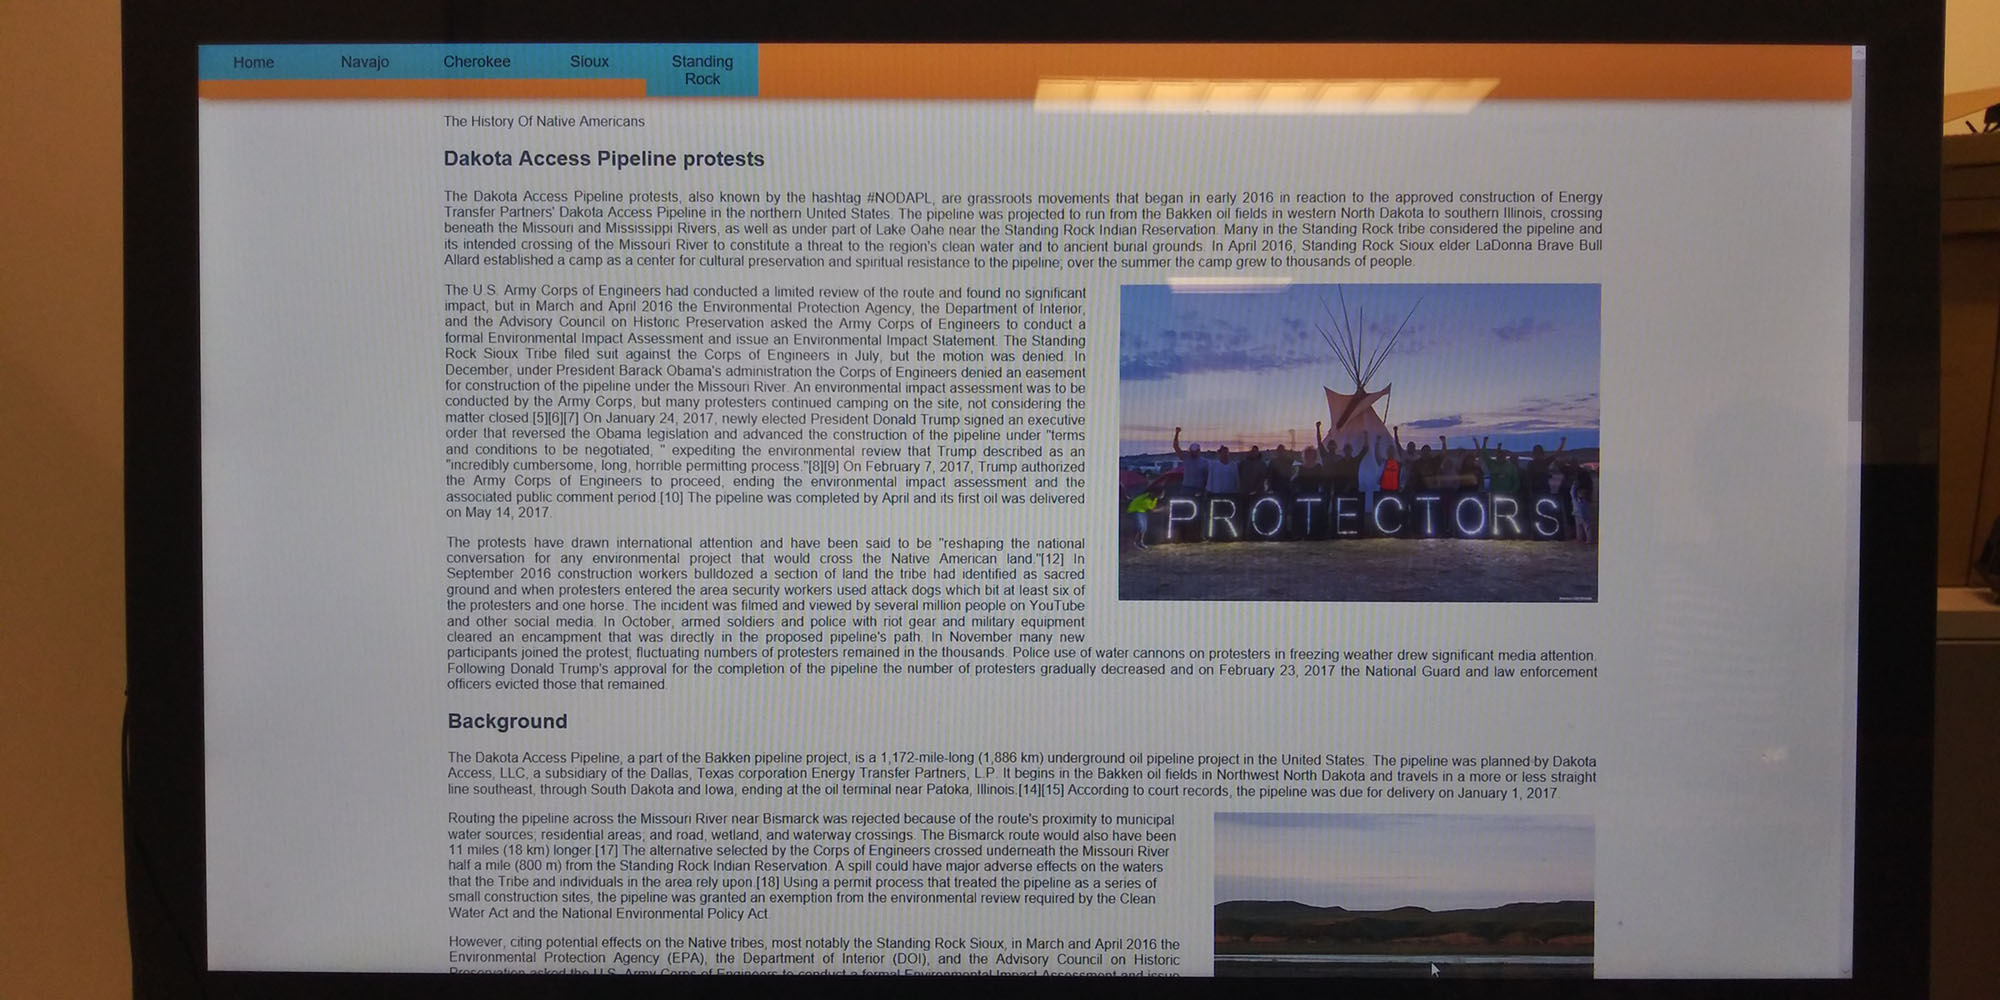 Home Navajo Cherokee Sioux Standing
Rock
The History Of Native Americans
Dakota Access Pipeline protests
The Dakota Access Pipeline protests, also known by the hashtag #NODAPL, are grassroots movements that began in early 2016 in reaction to the approved construction of Energy
Transfer Partners' Dakota Access Pipeline in the northern United States. The pipeline was projected to run from the Bakken oil fields in western North Dakota to southern Illinois, crossing
beneath the Missouri and Mississippi Rivers, as well as under part of Lake Oahe near the Standing Rock Indian Reservation. Many in the Standing Rock tribe considered the pipeline and
its intended crossing of the Missouri River to constitute a threat to the region's clean water and to ancient burial grounds. In April 2016, Standing Rock Sioux elder LaDonna Brave Bull
Allard established a camp as a center for cultural preservation and spiritual resistance to the pipeline; over the summer the camp grew to thousands of people.
The U.S. Army Corps of Engineers had conducted a limited review of the route and found no significant
impact, but in March and April 2016 the Environmental Protection Agency, the Department of Interior,
and the Advisory Council on Historic Preservation asked the Army Corps of Engineers to conduct a
formal Environmental Impact Assessment and issue an Environmental Impact Statement. The Standing
Rock Sioux Tribe filed suit against the Corps of Engineers in July, but the motion was denied. In
December, under President Barack Obama's administration the Corps of Engineers denied an easement
for construction of the pipeline under the Missouri River. An environmental impact assessment was to be
conducted by the Army Corps, but many protesters continued camping on the site, not considering the
matter closed.[5][6][7] On January 24, 2017, newly elected President Donald Trump signed an executive
order that reversed the Obama legislation and advanced the construction of the pipeline under "terms
and conditions to be negotiated, " expediting the environmental review that Trump described as an
"incredibly cumbersome, long, horrible permitting process."[8][9] On February 7, 2017, Trump authorized
the Army Corps of Engineers to proceed, ending the environmental impact assessment and the
associated public comment period.[10] The pipeline was completed by April and its first oil was delivered
on May 14, 2017.
PROTECTORS
The protests have drawn international attention and have been said to be "reshaping the national
conversation for any environmental project that would cross the Native American land."[12] In
September 2016 construction workers bulldozed a section of land the tribe had identified as sacred
ground and when protesters entered the area security workers used attack dogs which bit at least six of
the protesters and one horse. The incident was filmed and viewed by several million people on YouTube
and other social media. In October, armed soldiers and police with riot gear and military equipment
cleared an encampment that was directly in the proposed pipeline's path. In November many new
participants joined the protest; fluctuating numbers of protesters remained in the thousands. Police use of water cannons on protesters in freezing weather drew significant media attention.
Following Donald Trump's approval for the completion of the pipeline the number of protesters gradually decreased and on February 23, 2017 the National Guard and law enforcement
officers evicted those that remained.
Background
The Dakota Access Pipeline, a part of the Bakken pipeline project, is a 1,172-mile-long (1,886 km) underground oil pipeline project in the United States. The pipeline was planned by Dakota
Access, LLC, a subsidiary of the Dallas, Texas corporation Energy Transfer Partners, L.P. It begins in the Bakken oil fields in Northwest North Dakota and travels in a more or less straight
line southeast, through South Dakota and Iowa, ending at the oil terminal near Patoka, Illinois.[14][15] According to court records, the pipeline was due for delivery on January 1, 2017.
Routing the pipeline across the Missouri River near Bismarck was rejected because of the route's proximity to municipal
water sources; residential areas; and road, wetland, and waterway crossings. The Bismarck route would also have been
11 miles (18 km) longer.[17] The alternative selected by the Corps of Engineers crossed underneath the Missouri River
half a mile (800 m) from the Standing Rock Indian Reservation. A spill could have major adverse effects on the waters
that the Tribe and individuals in the area rely upon.[18] Using a permit process that treated the pipeline as a series of
small construction sites, the pipeline was granted an exemption from the environmental review required by the Clean
Water Act and the National Environmental Policy Act.
However, citing potential effects on the Native tribes, most notably the Standing Rock Sioux, in March and April 2016 the
Environmental Protection Agency (EPA), the Department of Interior (DOI), and the Advisory Council on Historic
Preservation asked the U.S. Army Corps of Engineers to conduct a formal Environmental Impact Assessment and issue